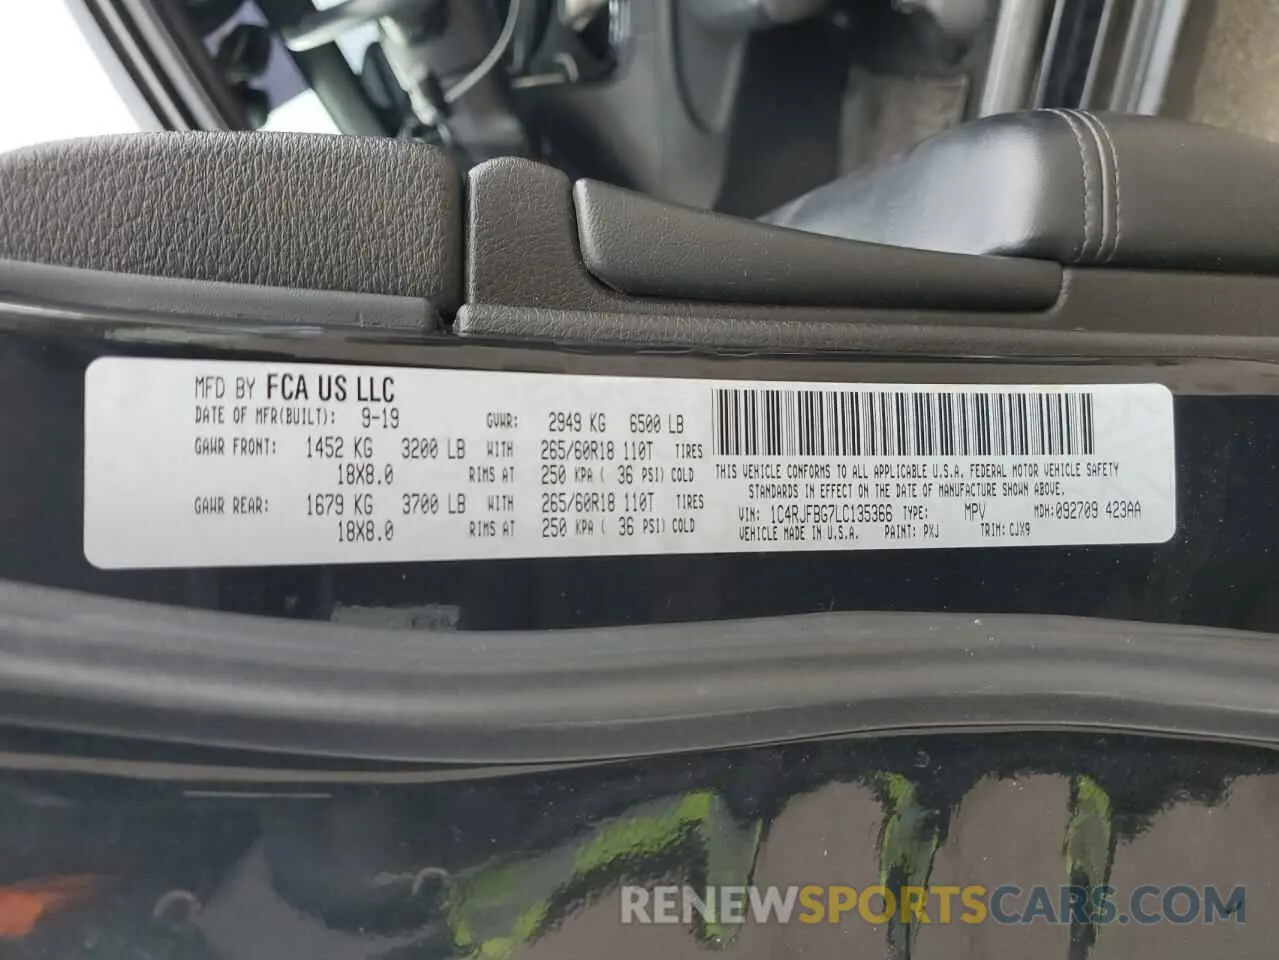 MFD BY FCA US LLC
DATE OF MFR(BUILT): 9-19 GVWR: 2949 KG 6500 LB
GAWR FRONT: 1452 KG 3200 LB WITH 265/60R18 110T TIRES
18X8.0 RIMS AT 250 KPA ( 36 PSI) COLD
GAWR REAR: 1679 KG 3700 LB WITH 265/60R18 110T TIRES
18X8.0 RIMS AT 250 KPA ( 36 PSI) COLD
THIS VEHICLE CONFORMS TO ALL APPLICABLE U.S.A. FEDERAL MOTOR VEHICLE SAFETY
STANDARDS IN EFFECT ON THE DATE OF MANUFACTURE SHOWN ABOVE.
VIN: 1C4RJFBG7LC135366 TYPE: MPV MDH:092709 423AA
VEHICLE MADE IN U.S.A. PAINT: PXJ TRIM: CJX9
RENEWSPORTSCARS.COM